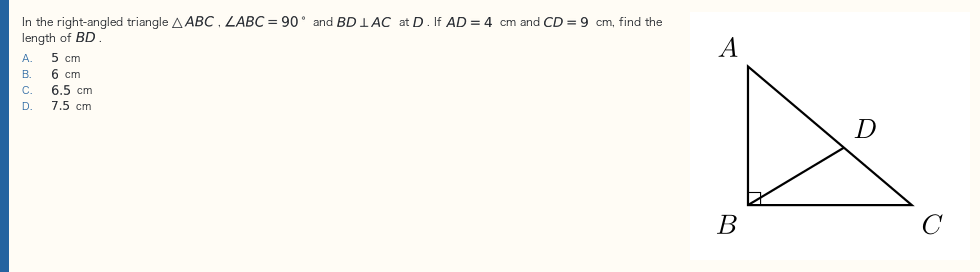 In the right-angled triangle △ABC , ∠ABC = 90° and BD ⊥ AC at D . If AD = 4 cm and CD = 9 cm, find the
length of BD .
A. 5 cm
B. 6 cm
C. 6.5 cm
D. 7.5 cm
A
D
B
C